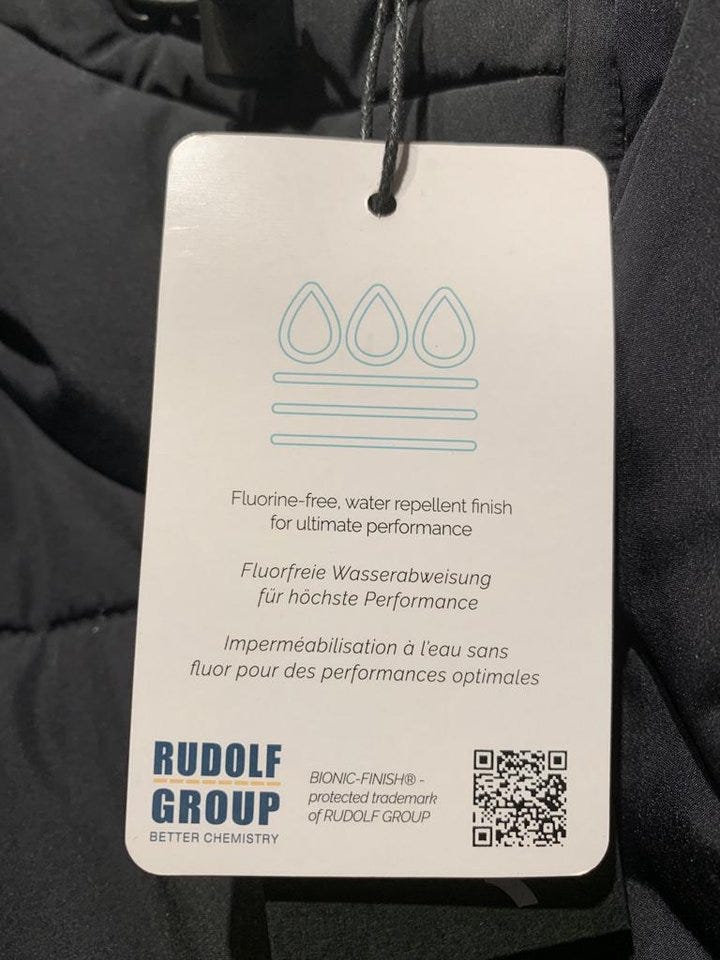 Fluorine-free, water repellent finish
for ultimate performance
Fluorfreie Wasserabweisung
für höchste Performance
Imperméabilisation à l'eau sans
fluor pour des performances optimales
RUDOLF
GROUP
BETTER CHEMISTRY
BIONIC-FINISH® -
protected trademark
of RUDOLF GROUP